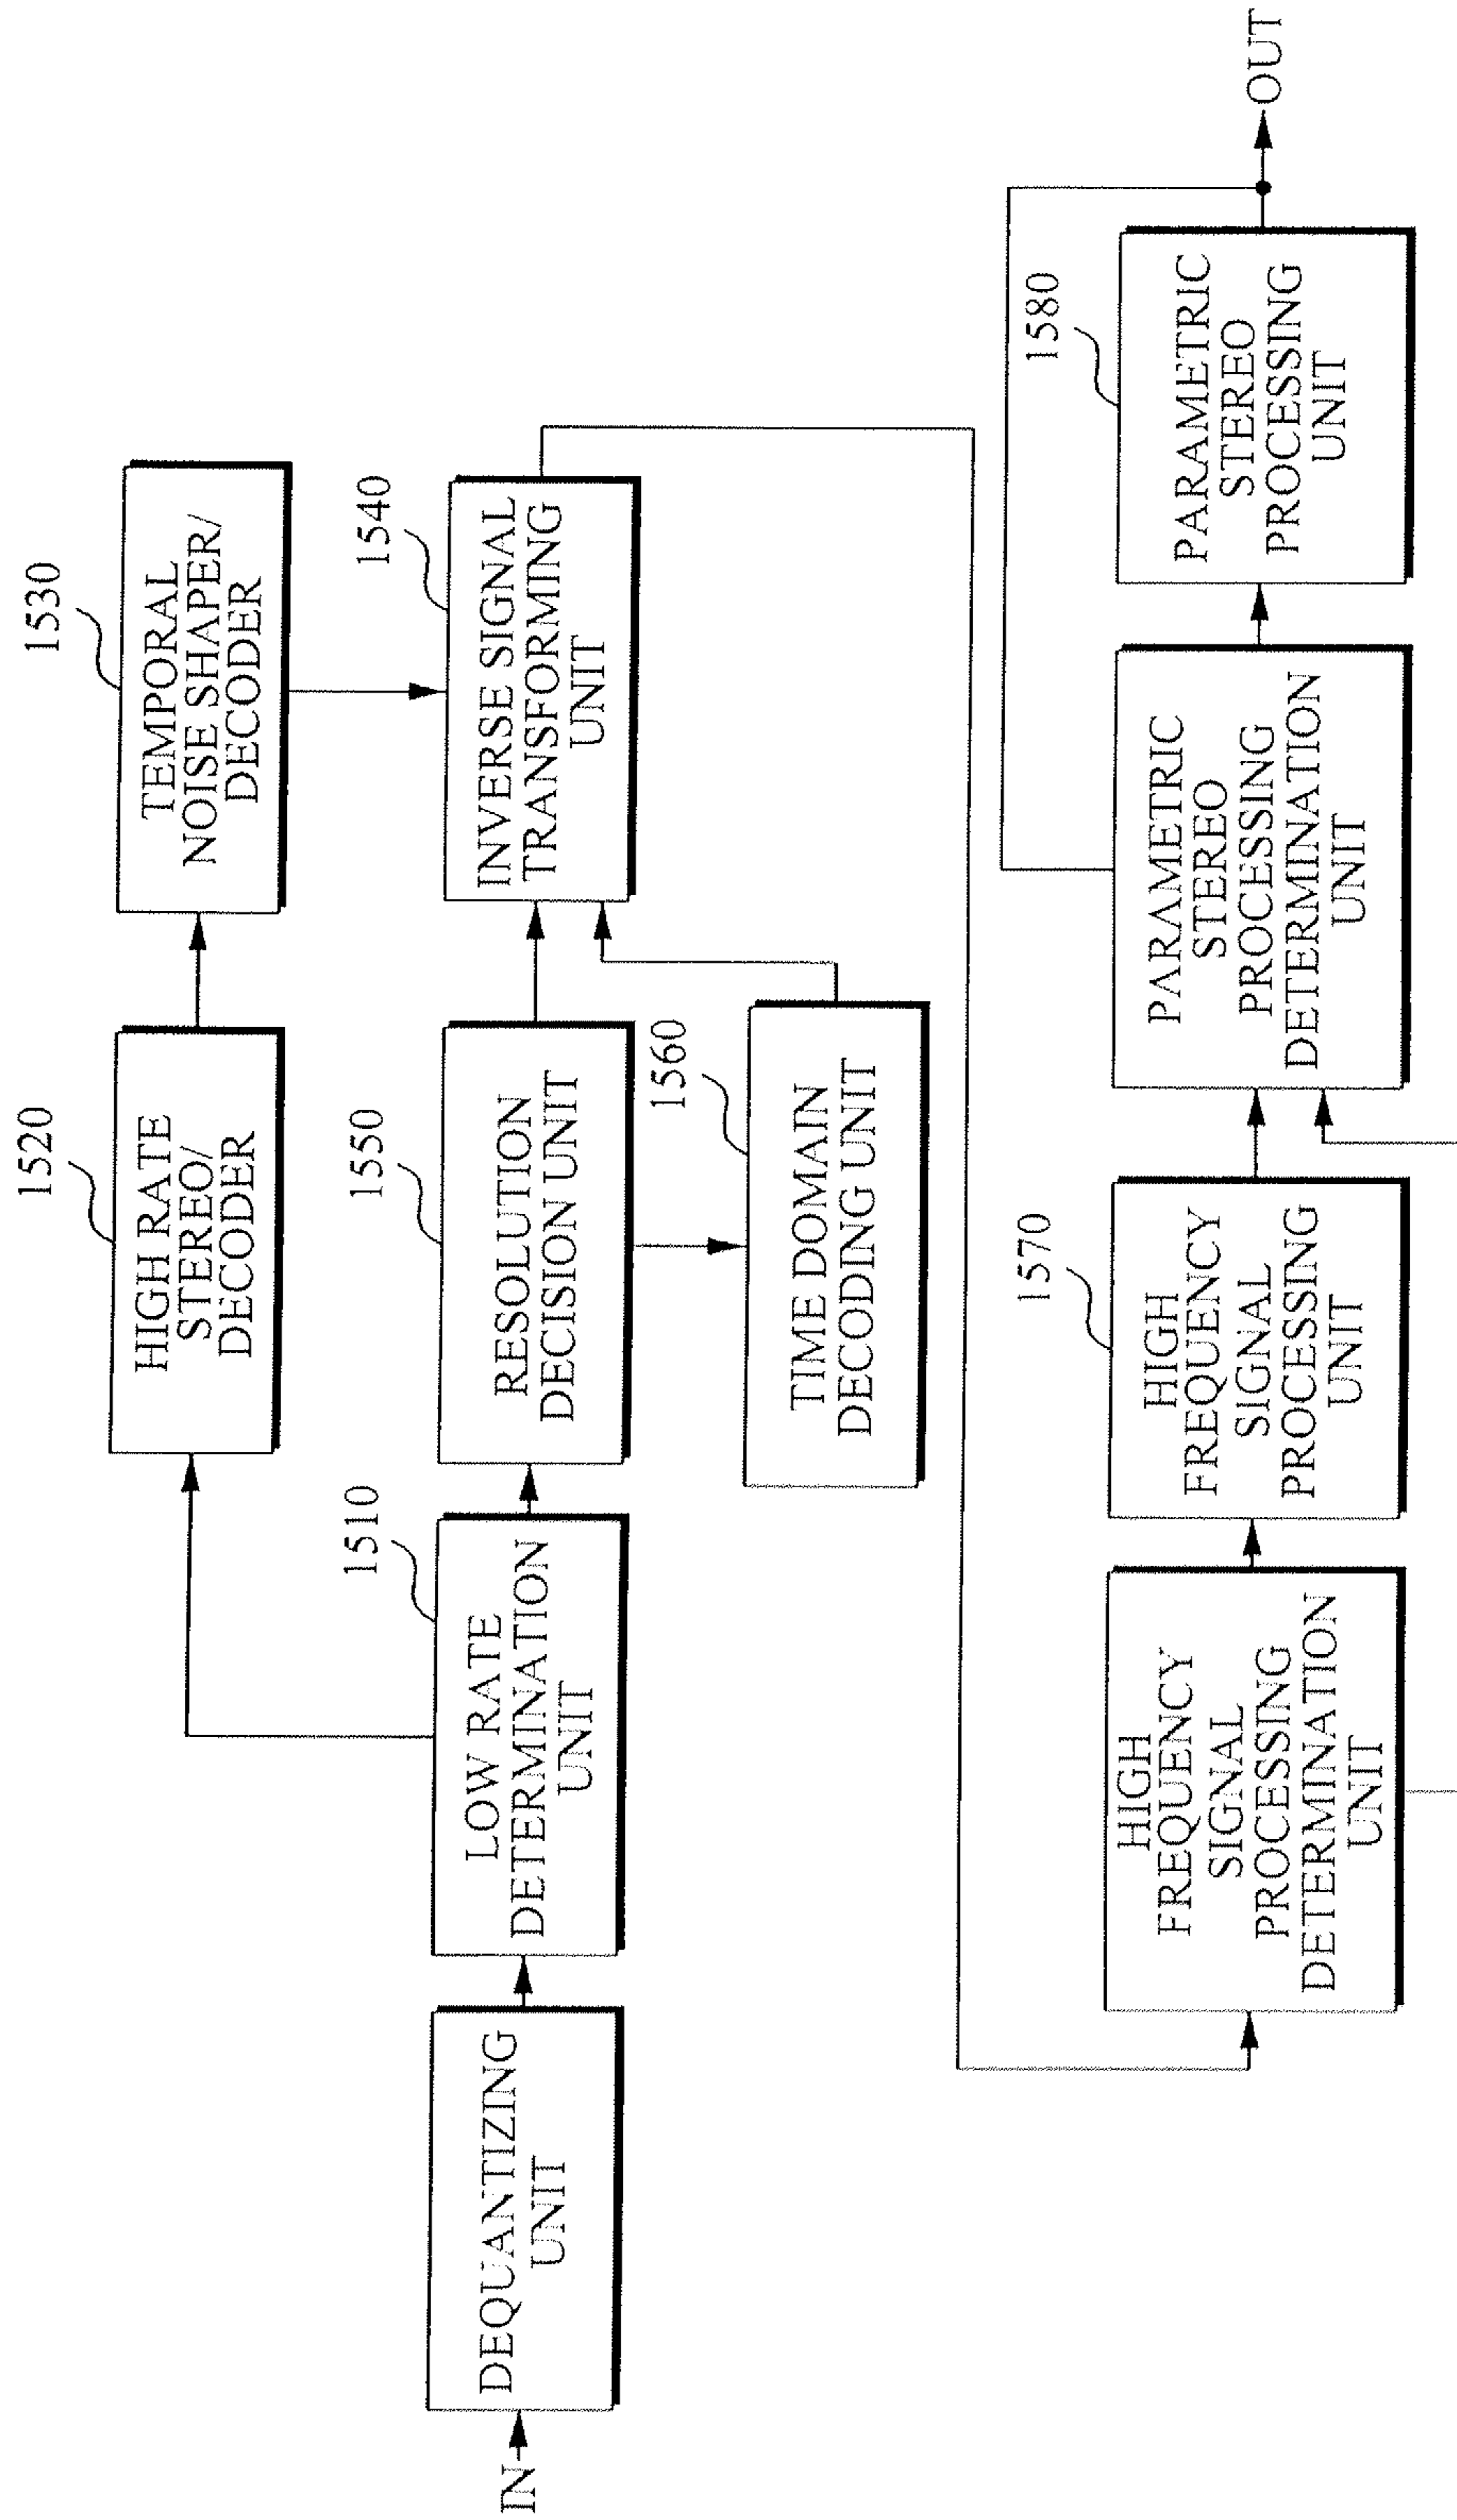 1530
TEMPORAL
NOISE SHAPER/
DECODER
1520
HIGH RATE
STEREO/
DECODER
1540
INVERSE SIGNAL
TRANSFORMING
UNIT
1550
RESOLUTION
DECISION UNIT
1560
TIME DOMAIN
DECODING UNIT
1510
LOW RATE
DETERMINATION
UNIT
DEQUANTIZING
UNIT
IN
HIGH
FREQUENCY
SIGNAL
PROCESSING
DETERMINATION
UNIT
1570
HIGH
FREQUENCY
SIGNAL
PROCESSING
UNIT
PARAMETRIC
STEREO
PROCESSING
DETERMINATION
UNIT
1580
PARAMETRIC
STEREO
PROCESSING
UNIT
OUT